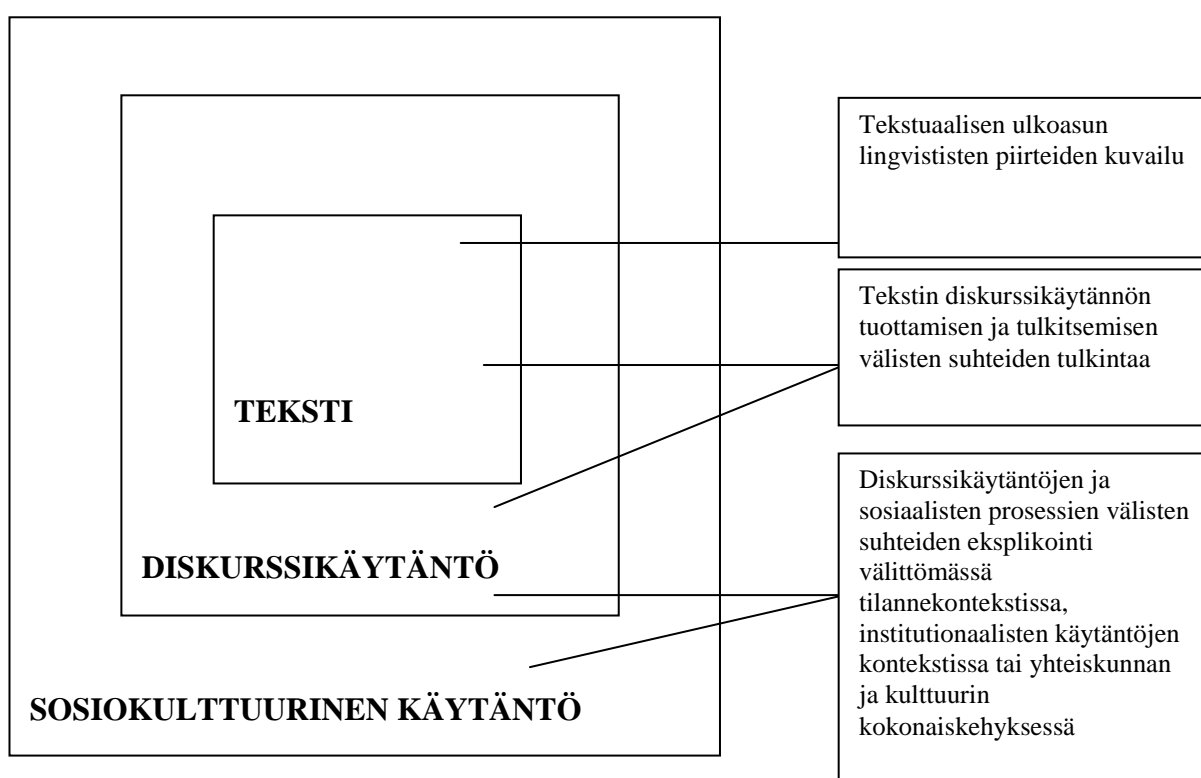 Tekstuaalisen ulkoasun
lingvististen piirteiden kuvailu
Tekstin diskurssikäytännön
tuottamisen ja tulkitsemisen
välisten suhteiden tulkintaa
TEKSTI
Diskurssikäytäntöjen ja
sosiaalisten prosessien välisten
suhteiden eksplikointi
välittömässä
tilannekontekstissa,
institutionaalisten käytäntöjen
kontekstissa tai yhteiskunnan
ja kulttuurin
kokonaiskehyksessä
DISKURSSIKÄYTÄNTÖ
SOSIOKULTTUURINEN KÄYTÄNTÖ